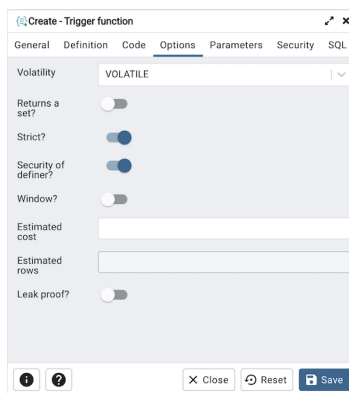 Create - Trigger function
General Definition Code Options Parameters Security SQL
Volatility
VOLATILE
Returns a
set?
Strict?
Security of
definer?
Window?
Estimated
cost
Estimated
rows
Leak proof?
Close Reset Save